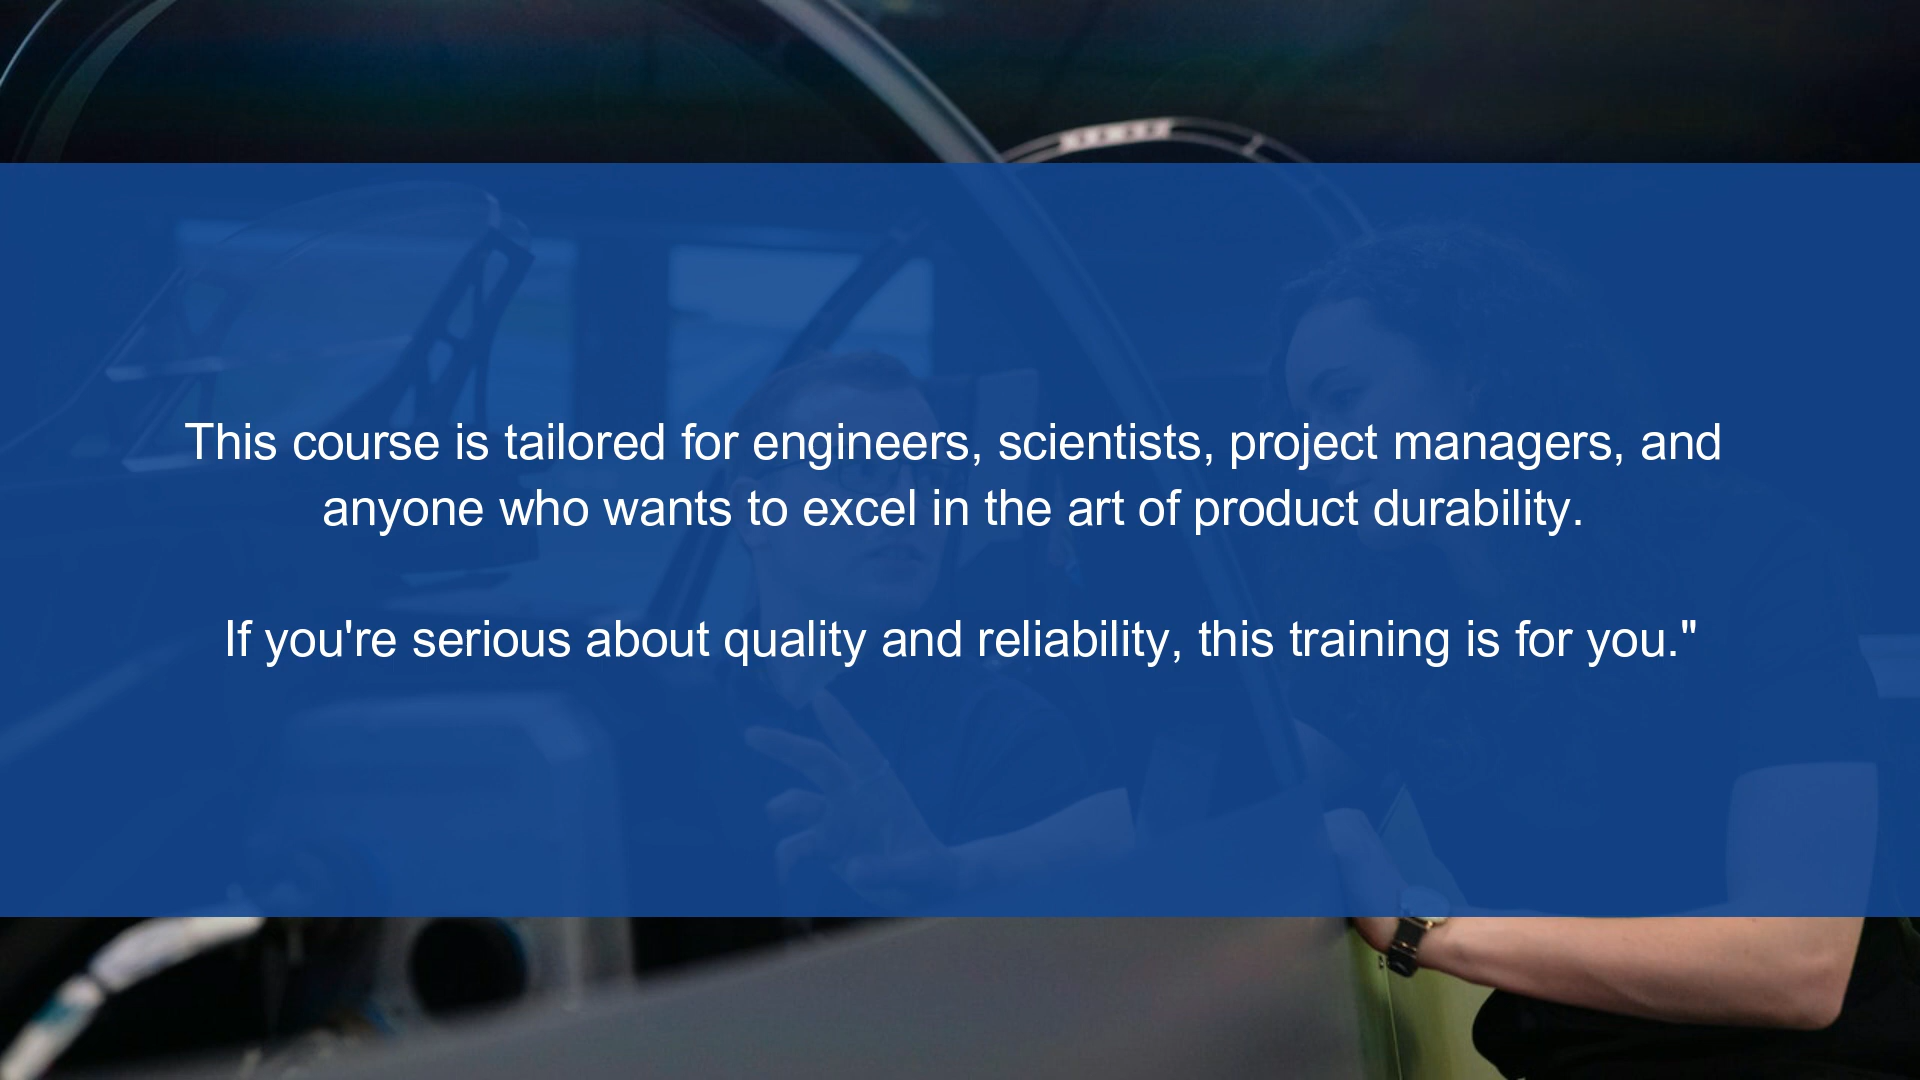 This course is tailored for engineers, scientists, project managers, and
anyone who wants to excel in the art of product durability.
If you're serious about quality and reliability, this training is for you."